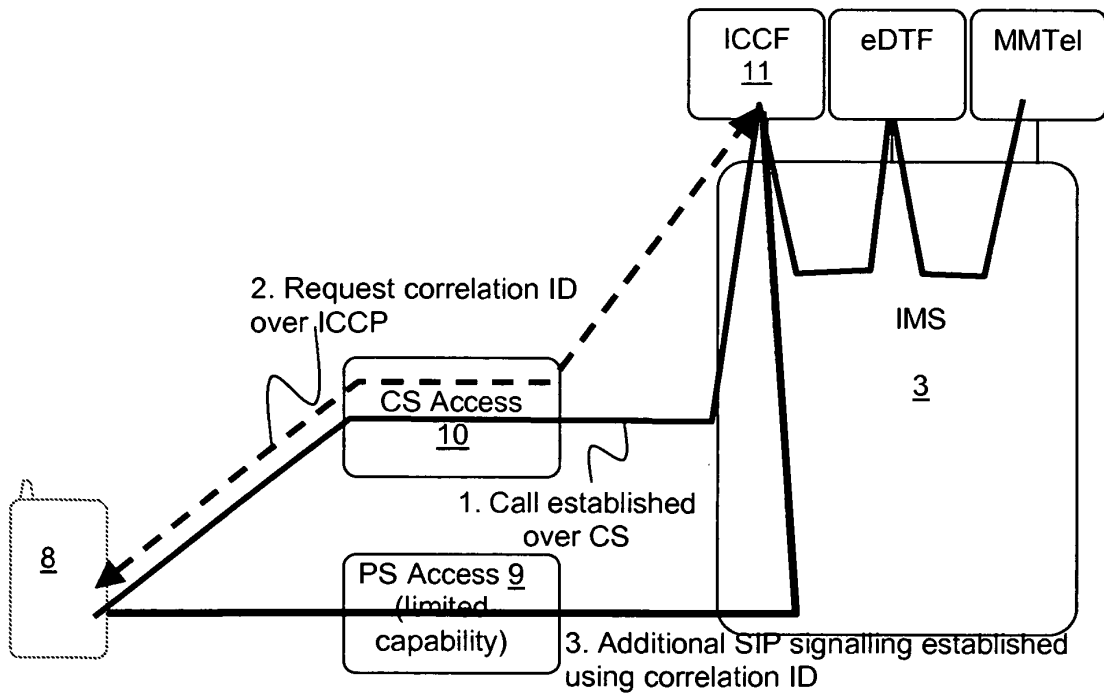 ICCF
11
eDTF
MMTel
2. Request correlation ID
over ICCP
IMS
3
CS Access
10
1. Call established
over CS
8
PS Access 9
(limited
capability)
3. Additional SIP signalling established
using correlation ID